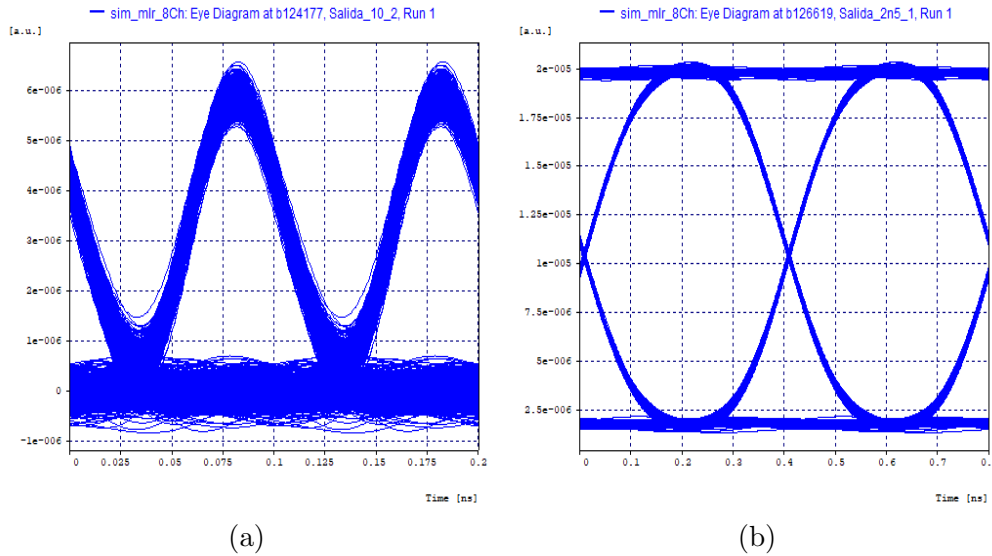 sim_mlr_8Ch: Eye Diagram at b124177, Salida_10_2, Run 1
[a.u.]
6e-006
5e-006
4e-006
3e-006
2e-006
1e-006
0
-1e-006
0 0.025 0.05 0.075 0.1 0.125 0.15 0.175 0.2
Time [ns]
(a)
sim_mlr_8Ch: Eye Diagram at b126619, Salida_2n5_1, Run 1
[a.u.]
2e-005
1.75e-005
1.5e-005
1.25e-005
1e-005
7.5e-006
5e-006
2.5e-006
0 0.1 0.2 0.3 0.4 0.5 0.6 0.7 0.
Time [ns]
(b)